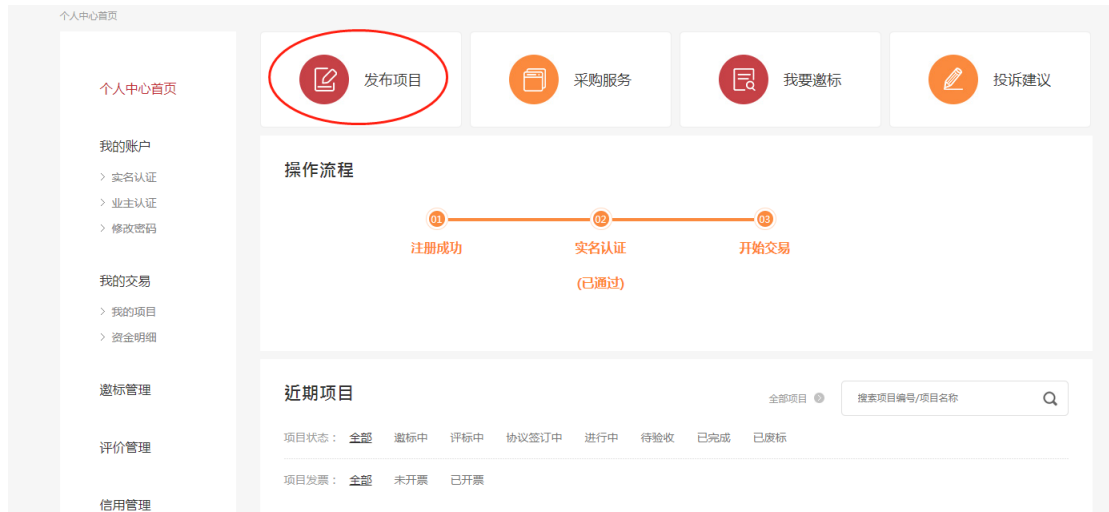 个人中心首页
发布项目
采购服务
我要邀标
投诉建议
个人中心首页
我的账户
> 实名认证
> 业主认证
> 修改密码
我的交易
> 我的项目
> 资金明细
邀标管理
评价管理
信用管理
操作流程
01 02 03
注册成功 实名认证 开始交易
(已通过)
近期项目
全部项目
搜索项目编号/项目名称
项目状态： 全部 邀标中 评标中 协议签订中 进行中 待验收 已完成 已废标
项目发票： 全部 未开票 已开票